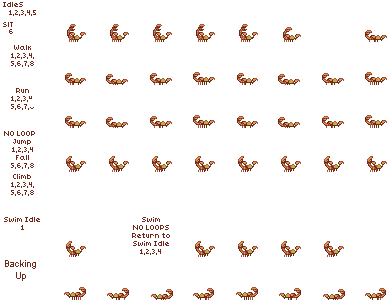 IdleS
1,2,3,4,5
SIT
6
Walk
1,2,3,4,
5,6,7,8
Run
1,2,3,4
5,6,7,
NO LOOP
Jump
1,2,3,4
Fall
5,6,7,8
Climb
1,2,3,4,
5,6,7,8
Swim Idle
1
Swim
NO LOOPS
Return to
Swim Idle
1,2,3,4
Backing
Up